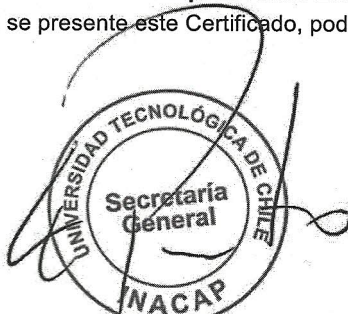 se presente este Certificado, pod
UNIVERSIDAD TECNOLÓGICA DE CHILE
Secretaría
General
INACAP